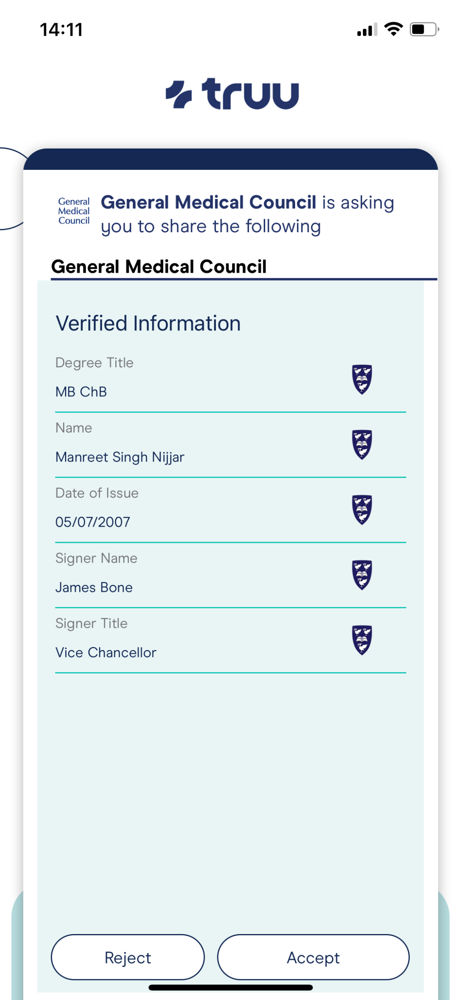 14:11
truu
General
Medical
Council
General Medical Council is asking
you to share the following
General Medical Council
Verified Information
Degree Title
MB ChB
Name
Manreet Singh Nijjar
Date of Issue
05/07/2007
Signer Name
James Bone
Signer Title
Vice Chancellor
Reject
Accept